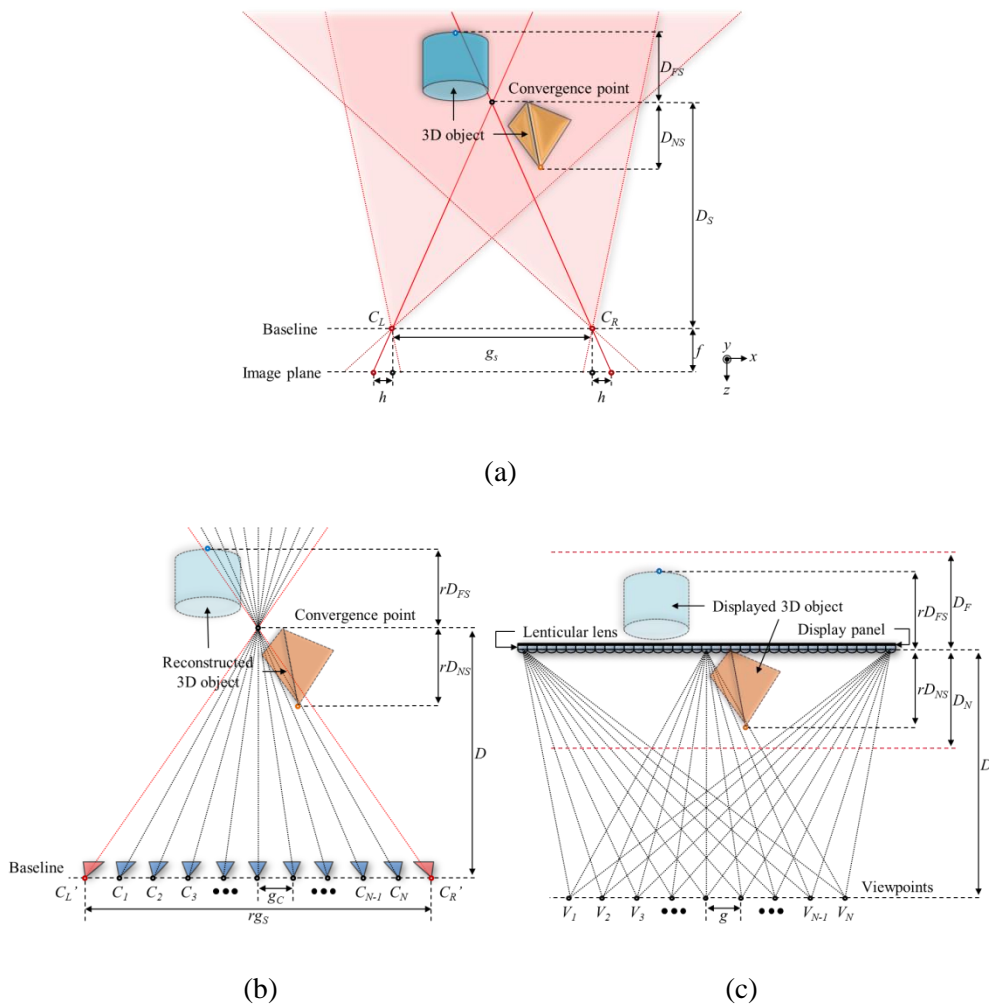 D_FS
Convergence point
3D object
D_NS
D_S
C_L
C_R
Baseline
g_s
f
y
x
Image plane
z
h
h
(a)
rD_FS
Convergence point
Reconstructed
3D object
rD_NS
D
Baseline
C_L'
C_1
C_2
C_3
●●●
g_C
●●●
C_N-1
C_N
C_R'
rg_S
(b)
Displayed 3D object
rD_FS
D_F
Lenticular lens
Display panel
rD_NS
D_N
D
Viewpoints
V_1
V_2
V_3
●●●
g
●●●
V_N-1
V_N
(c)